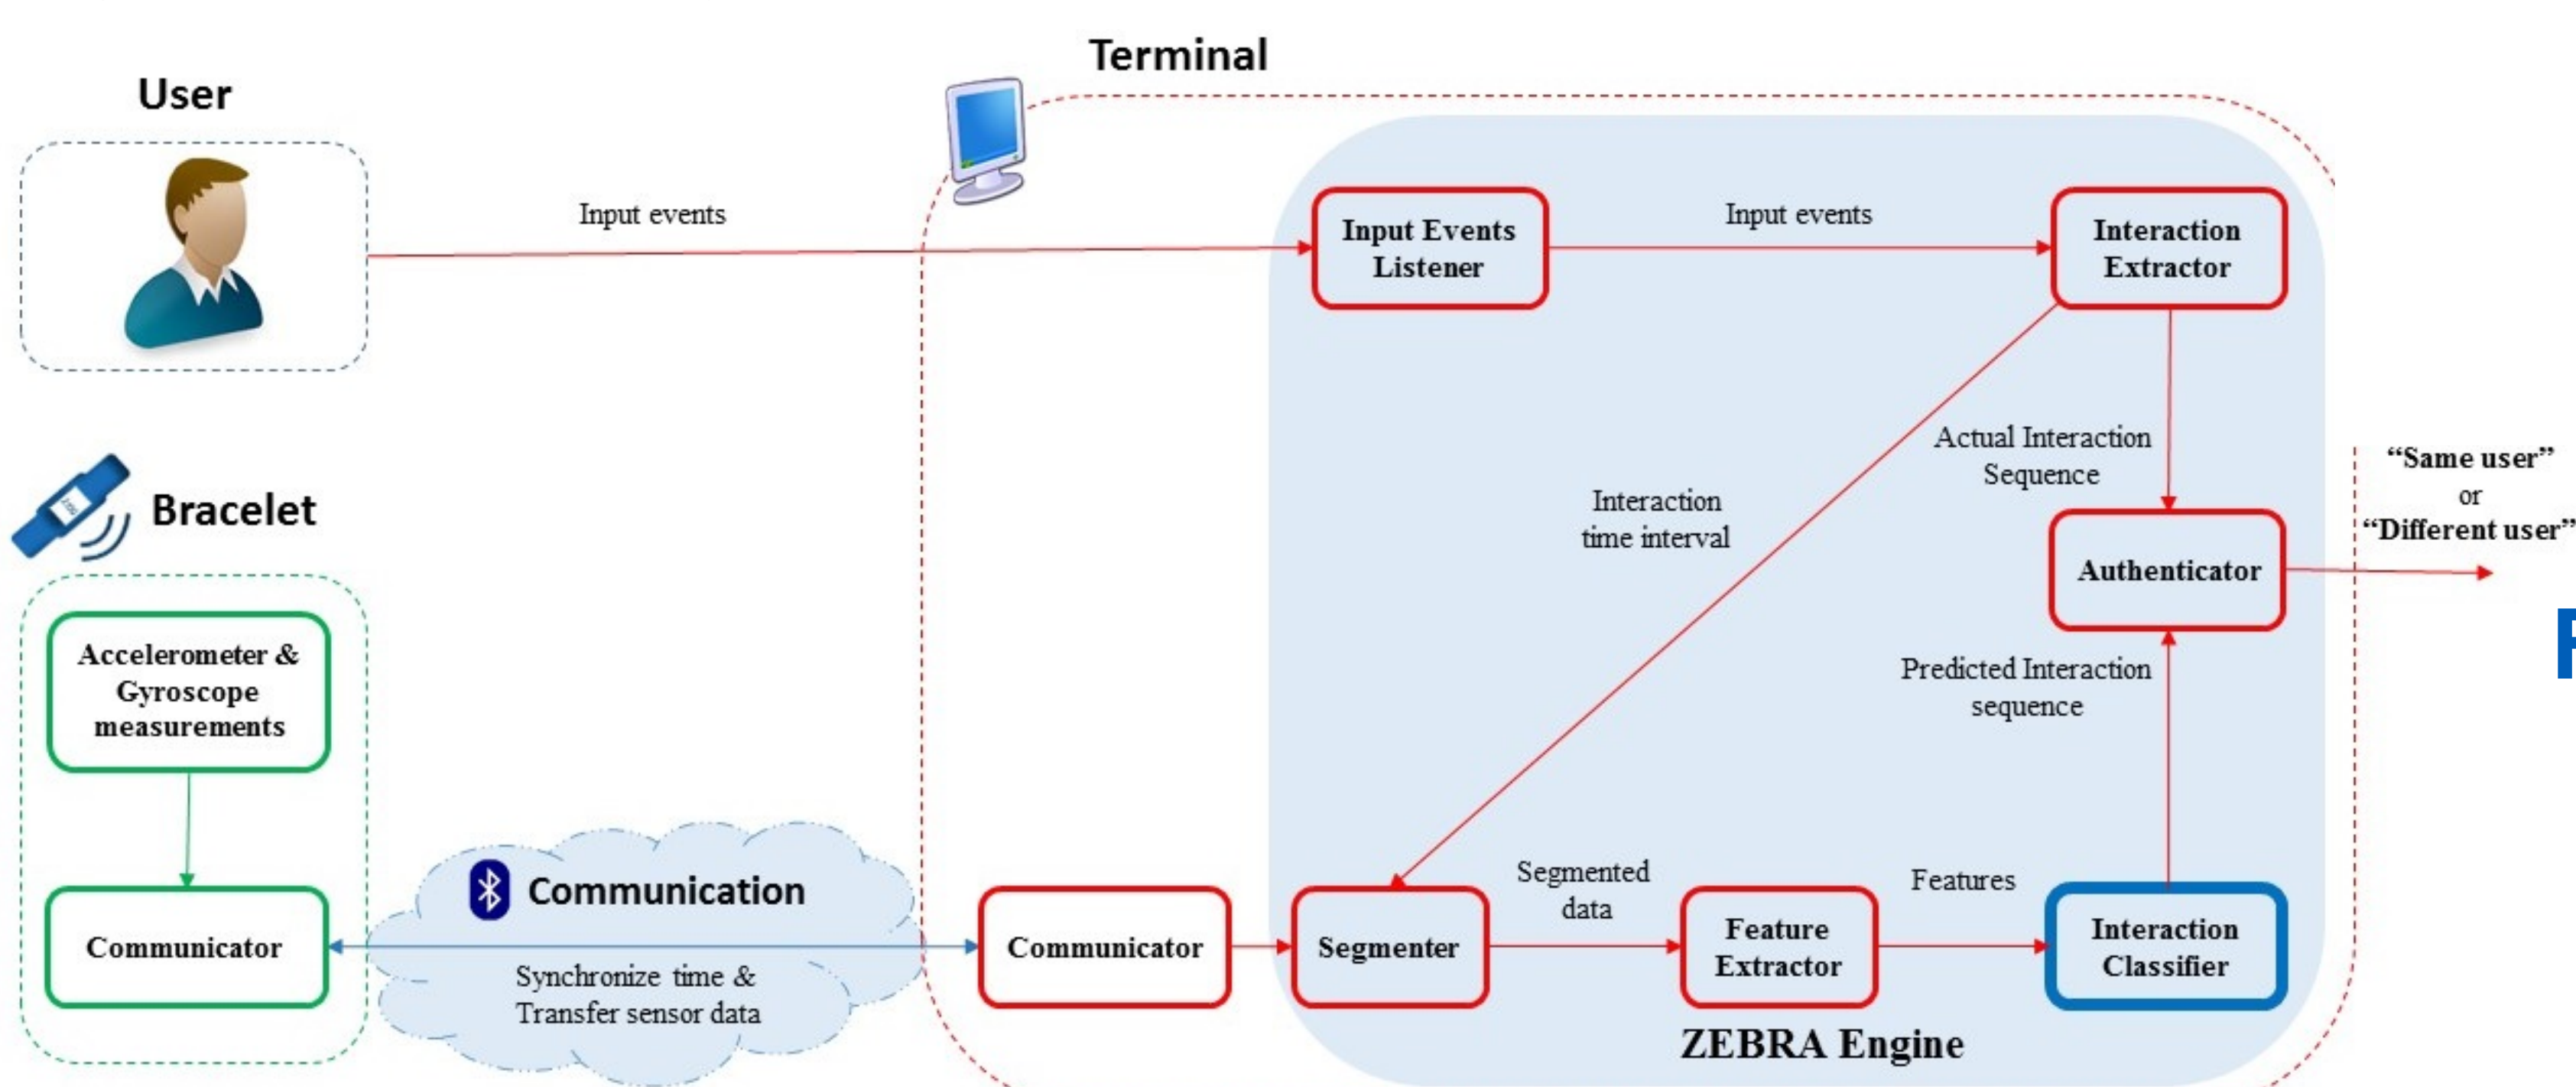 Terminal
User
Input events
Input Events
Listener
Input events
Interaction
Extractor
Actual Interaction
Sequence
Interaction
time interval
"Same user"
or
"Different user"
Bracelet
Authenticator
Accelerometer &
Gyroscope
measurements
Predicted Interaction
sequence
Communication
Communicator
Synchronize time &
Transfer sensor data
Communicator
Segmenter
Segmented
data
Feature
Extractor
Features
Interaction
Classifier
ZEBRA Engine